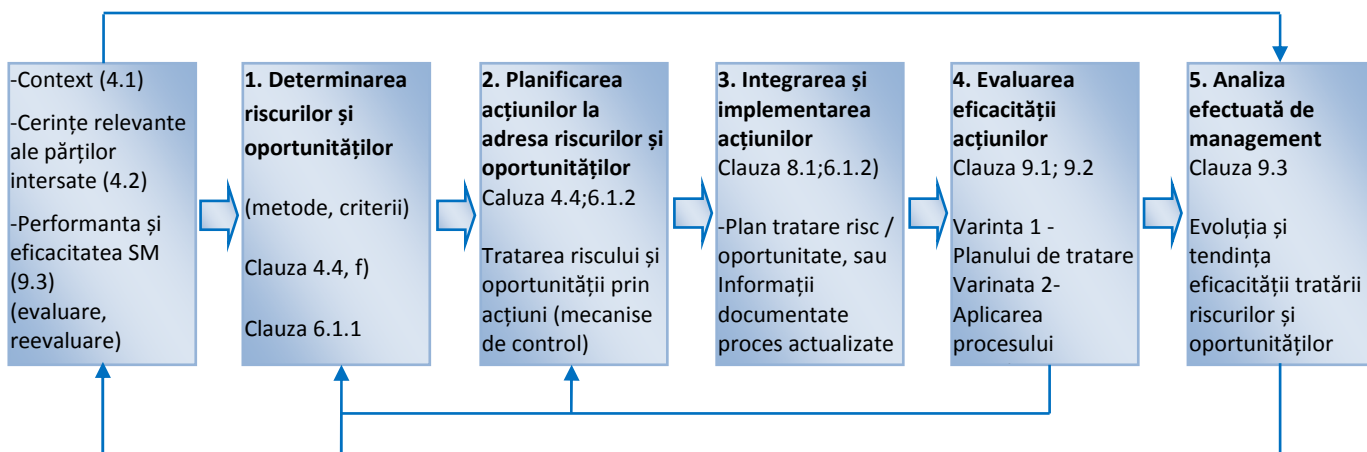 -Context (4.1)
-Cerințe relevante
ale părților
intersate (4.2)
-Performanta și
eficacitatea SM
(9.3)
(evaluare,
reevaluare)
1. Determinarea
riscurilor și
oportunităților
(metode, criterii)
Clauza 4.4, f)
Clauza 6.1.1
2. Planificarea
acțiunilor la
adresa riscurilor și
oportunităților
Caluza 4.4;6.1.2
Tratarea riscului și
oportunității prin
acțiuni (mecanise
de control)
3. Integrarea și
implementarea
acțiunilor
Clauza 8.1;6.1.2)
-Plan tratare risc /
oportunitate, sau
Informații
documentate
proces actualizate
4. Evaluarea
eficacității
acțiunilor
Clauza 9.1; 9.2
Varinta 1 -
Planului de tratare
Varinata 2-
Aplicarea
procesului
5. Analiza
efectuată de
management
Clauza 9.3
Evoluția și
tendința
eficacității tratării
riscurilor și
oportunităților